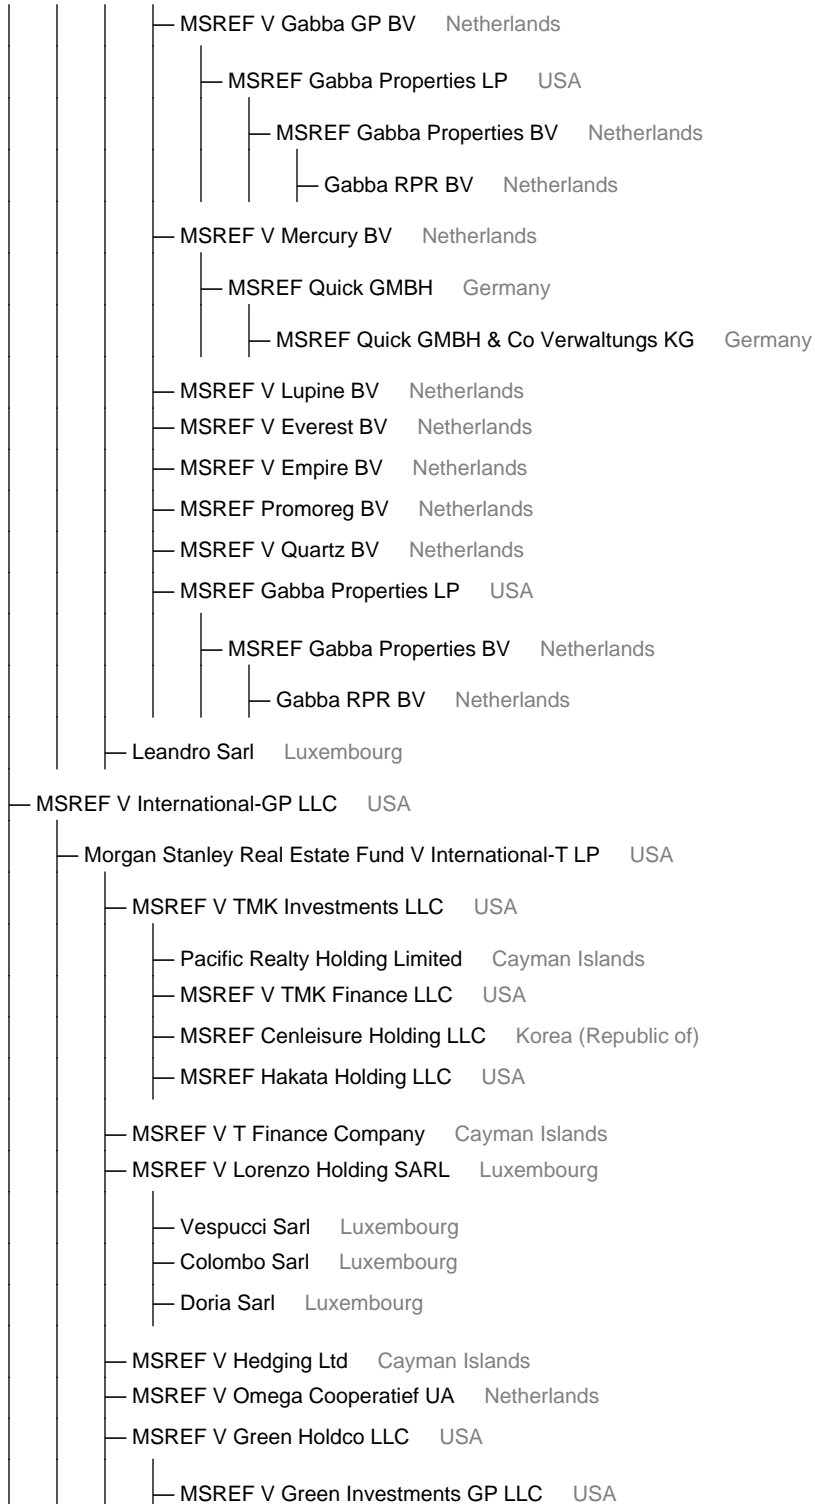 MSREF V Gabba GP BV Netherlands
MSREF Gabba Properties LP USA
MSREF Gabba Properties BV Netherlands
Gabba RPR BV Netherlands
MSREF V Mercury BV Netherlands
MSREF Quick GMBH Germany
MSREF Quick GMBH & Co Verwaltungs KG Germany
MSREF V Lupine BV Netherlands
MSREF V Everest BV Netherlands
MSREF V Empire BV Netherlands
MSREF Promoreg BV Netherlands
MSREF V Quartz BV Netherlands
MSREF Gabba Properties LP USA
MSREF Gabba Properties BV Netherlands
Gabba RPR BV Netherlands
Leandro Sarl Luxembourg
MSREF V International-GP LLC USA
Morgan Stanley Real Estate Fund V International-T LP USA
MSREF V TMK Investments LLC USA
Pacific Realty Holding Limited Cayman Islands
MSREF V TMK Finance LLC USA
MSREF Cenleisure Holding LLC Korea (Republic of)
MSREF Hakata Holding LLC USA
MSREF V T Finance Company Cayman Islands
MSREF V Lorenzo Holding SARL Luxembourg
Vespucci Sarl Luxembourg
Colombo Sarl Luxembourg
Doria Sarl Luxembourg
MSREF V Hedging Ltd Cayman Islands
MSREF V Omega Cooperatief UA Netherlands
MSREF V Green Holdco LLC USA
MSREF V Green Investments GP LLC USA